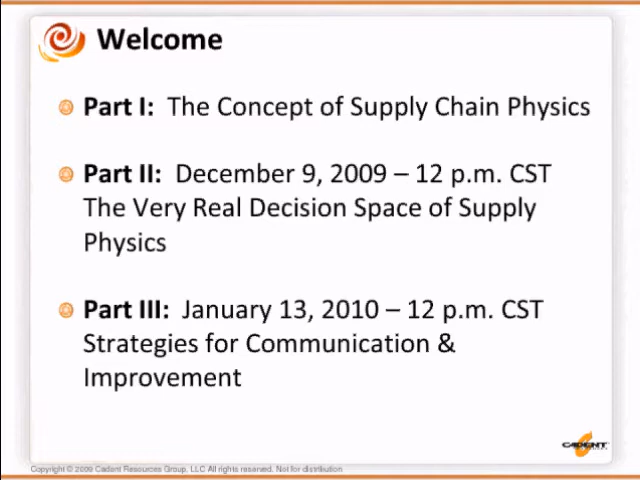 Welcome
Part I: The Concept of Supply Chain Physics
Part II: December 9, 2009 – 12 p.m. CST
The Very Real Decision Space of Supply
Physics
Part III: January 13, 2010 – 12 p.m. CST
Strategies for Communication &
Improvement
CADENT
Copyright © 2009 Cadent Resources Group, LLC All rights reserved. Not for distribution